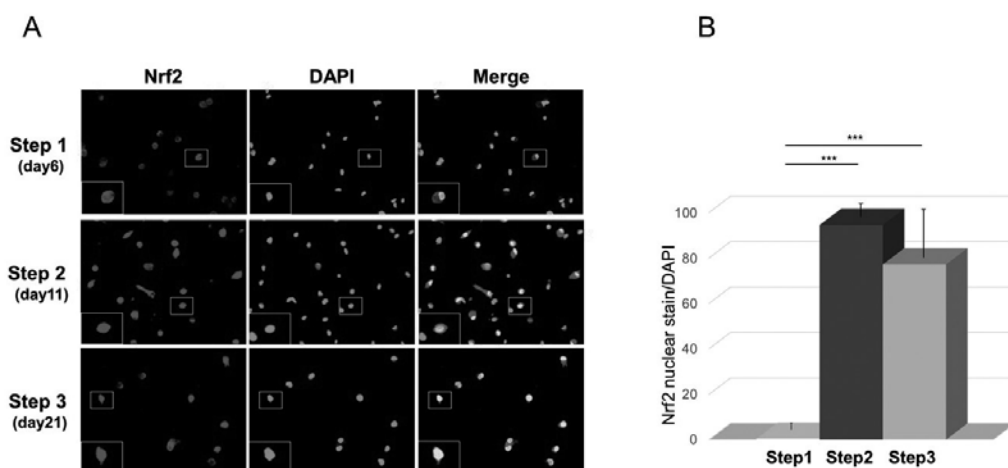 A
Nrf2 DAPI Merge
Step 1
(day6)
Step 2
(day11)
Step 3
(day21)
B
***
***
Nrf2 nuclear stain/DAPI
100
80
60
40
20
0
Step1 Step2 Step3